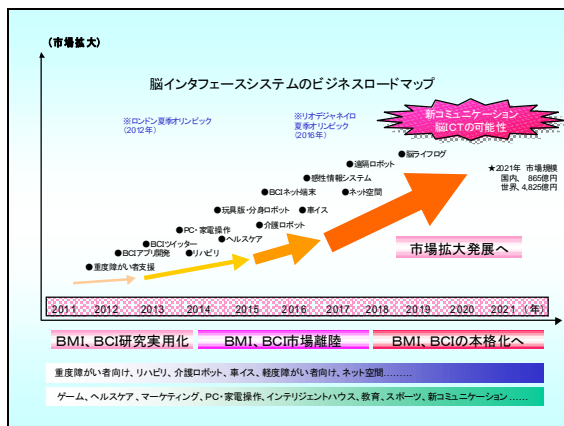 (市場拡大)
脳インタフェースシステムのビジネスロードマップ
※ロンドン夏季オリンピック
(2012年)
※リオデジャネイロ
夏季オリンピック
(2016年)
新コミュニケーション
脳ICTの可能性
●脳ライフログ
●遠隔ロボット
★2021年 市場規模
国内、 865億円
世界、4,825億円
●感性情報システム
●BCIネット端末
●ネット空間
●玩具版・分身ロボット
●車イス
●PC・家電操作
●介護ロボット
●BCIツイッター
●ヘルスケア
●BCIアプリ開発
●リハビリ
●重度障がい者支援
市場拡大発展へ
2011 2012 2013 2014 2015 2016 2017 2018 2019 2020 2021 (年)
BMI、BCI研究実用化
BMI、BCI市場離陸
BMI、BCIの本格化へ
重度障がい者向け、リハビリ、介護ロボット、車イス、軽度障がい者向け、ネット空間………
ゲーム、ヘルスケア、マーケティング、PC・家電操作、インテリジェントハウス、教育、スポーツ、新コミュニケーション……